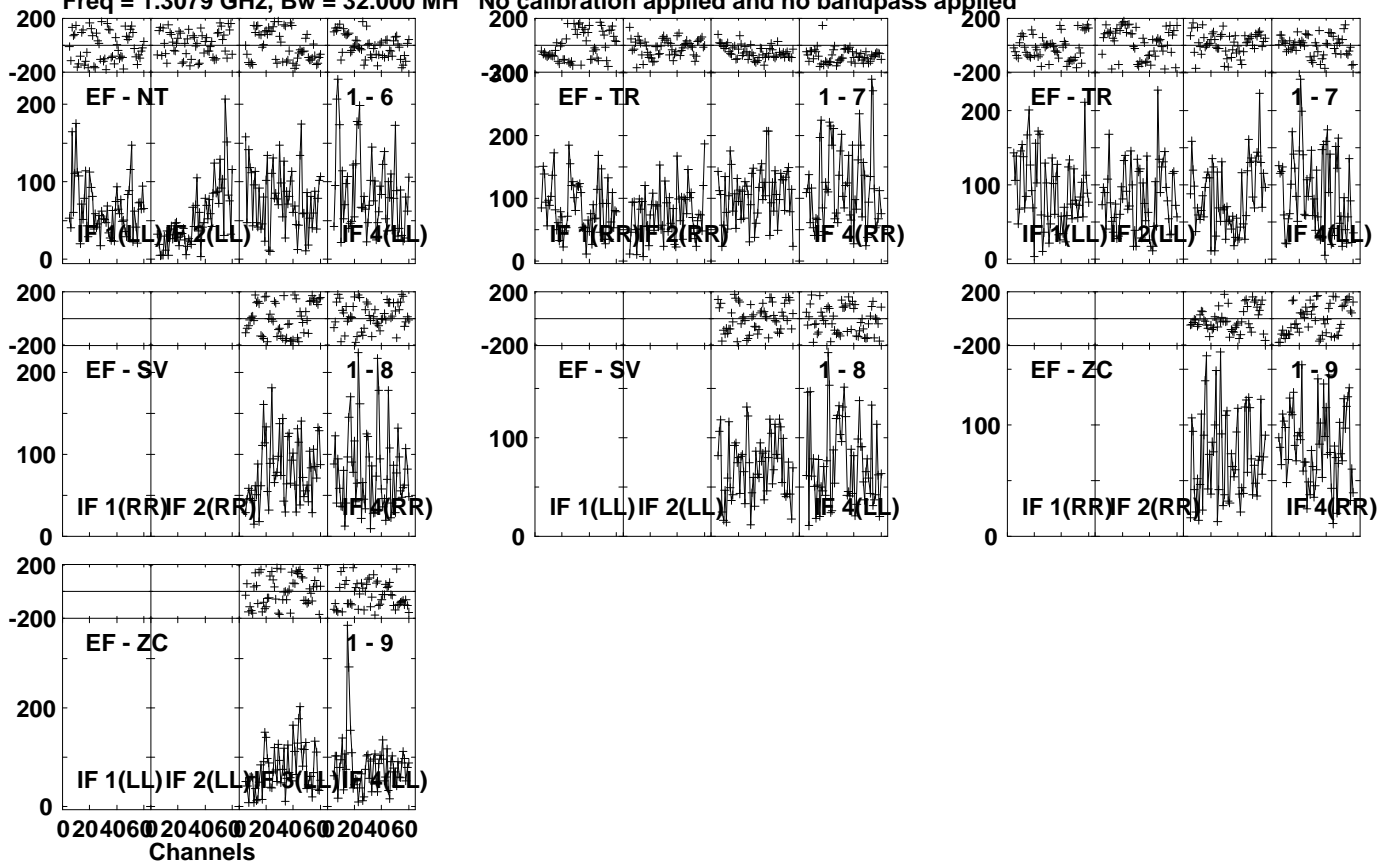 Freq = 1.3079 GHz, Bw = 32.000 MH No calibration applied and no bandpass applied
200 200 200
-200 -200 -200
EF - NT 1 - 6 EF - TR 1 - 7 EF - TR 1 - 7
200 300 200
100 200 100
0 100 0
0
IF 1(LL) IF 2(LL) IF 4(LL) IF 1(RR) IF 2(RR) IF 4(RR) IF 1(LL) IF 2(LL) IF 4(LL)
200 200 200
-200 -200 -200
EF - SV 1 - 8 EF - SV 1 - 8 EF - ZC 1 - 9
200 100 100
100 0 0
0
IF 1(RR) IF 2(RR) IF 4(RR) IF 1(LL) IF 2(LL) IF 4(LL) IF 1(RR) IF 2(RR) IF 4(RR)
200
-200
EF - ZC 1 - 9
200
0
IF 1(LL) IF 2(LL) IF 3(LL) IF 4(LL)
0 20 40 60 0 20 40 60 0 20 40 60 0 20 40 60
Channels